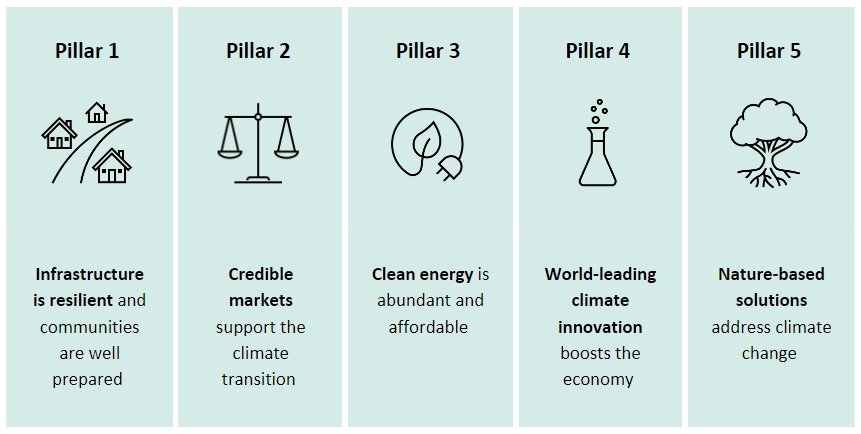 Pillar 1
Infrastructure
is resilient and
communities
are well
prepared
Pillar 2
Credible
markets
support the
climate
transition
Pillar 3
Clean energy is
abundant and
affordable
Pillar 4
World-leading
climate
innovation
boosts the
economy
Pillar 5
Nature-based
solutions
address climate
change